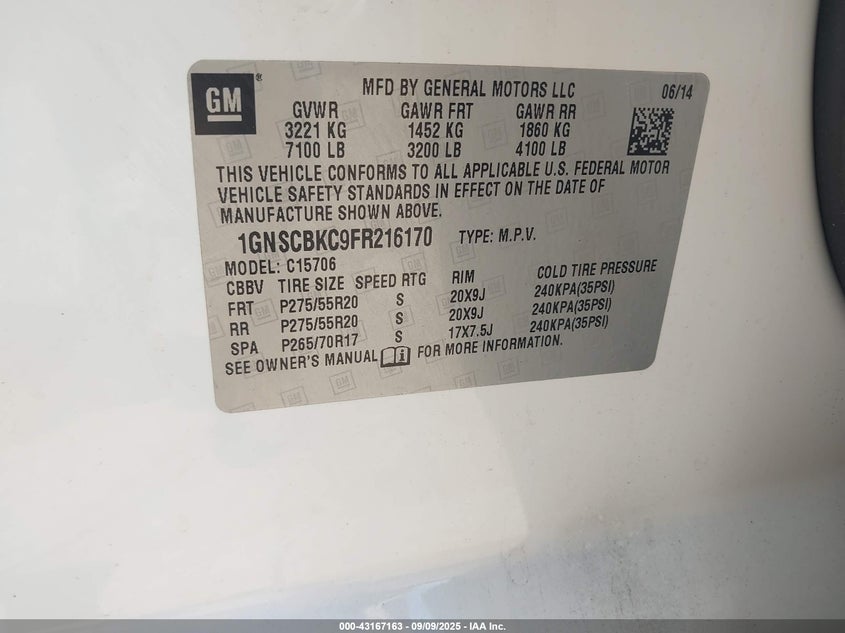 GM ®
MFD BY GENERAL MOTORS LLC 06/14
GVWR GAWR FRT GAWR RR
3221 KG 1452 KG 1860 KG
7100 LB 3200 LB 4100 LB
THIS VEHICLE CONFORMS TO ALL APPLICABLE U.S. FEDERAL MOTOR
VEHICLE SAFETY STANDARDS IN EFFECT ON THE DATE OF
MANUFACTURE SHOWN ABOVE.
1GNSCBKC9FR216170 TYPE: M.P.V.
MODEL: C15706
CBBV TIRE SIZE SPEED RTG RIM COLD TIRE PRESSURE
FRT P275/55R20 S 20X9J 240KPA(35PSI)
RR P275/55R20 S 20X9J 240KPA(35PSI)
SPA P265/70R17 S 17X7.5J 240KPA(35PSI)
SEE OWNER'S MANUAL i FOR MORE INFORMATION.
000-43167163 - 09/09/2025 - IAA Inc.